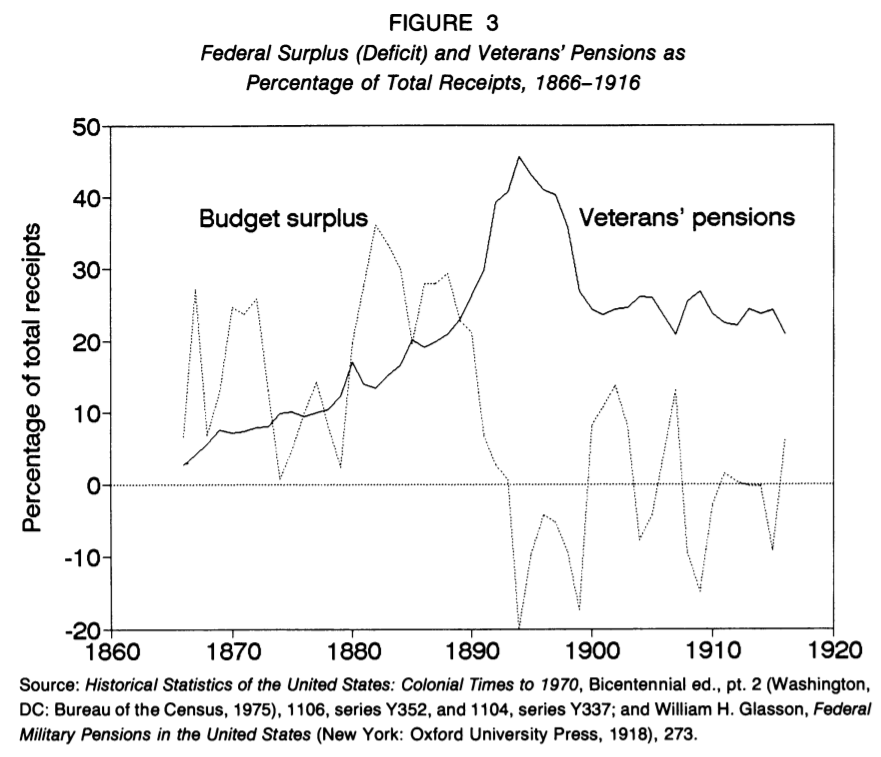 FIGURE 3
Federal Surplus (Deficit) and Veterans' Pensions as
Percentage of Total Receipts, 1866–1916
50
40
30
20
10
0
-10
-20
Percentage of total receipts
Budget surplus
Veterans' pensions
1860 1870 1880 1890 1900 1910 1920
Source: Historical Statistics of the United States: Colonial Times to 1970, Bicentennial ed., pt. 2 (Washington,
DC: Bureau of the Census, 1975), 1106, series Y352, and 1104, series Y337; and William H. Glasson, Federal
Military Pensions in the United States (New York: Oxford University Press, 1918), 273.